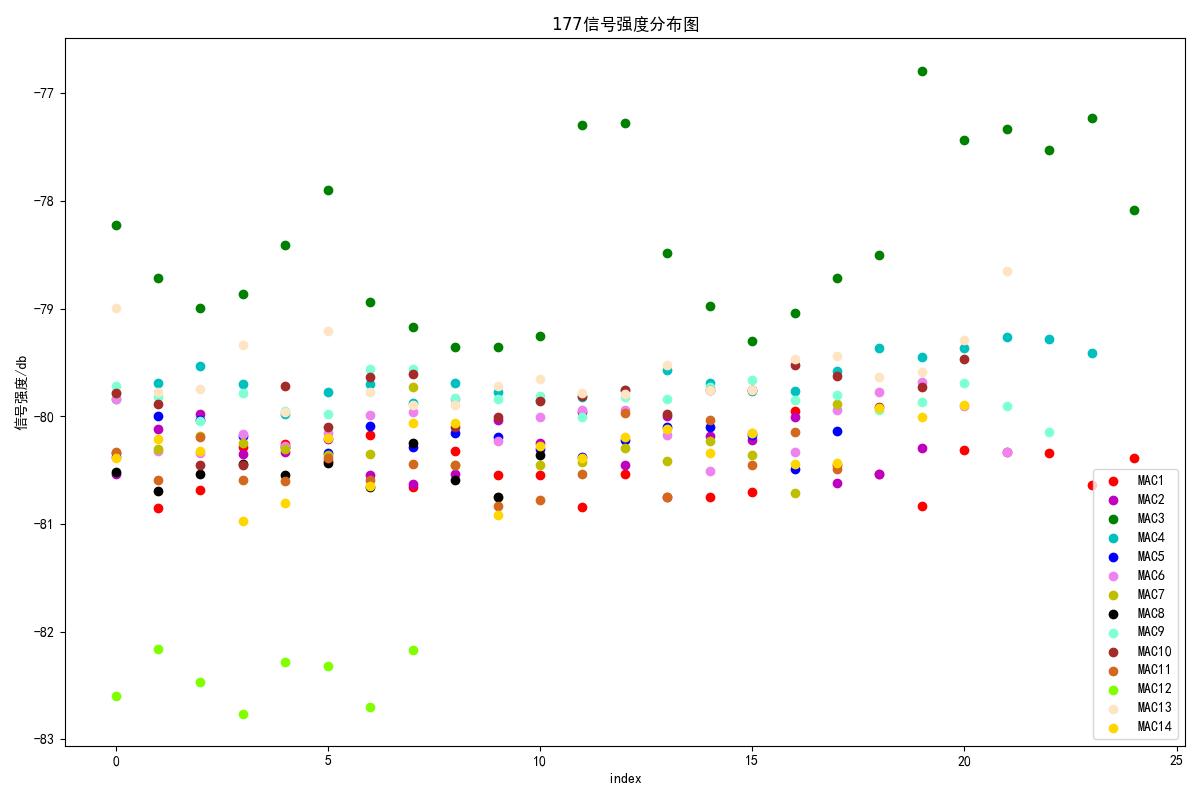 177信号强度分布图
信号强度/db
−77
−78
−79
−80
−81
−82
−83
0
5
10
15
20
25
index
MAC1
MAC2
MAC3
MAC4
MAC5
MAC6
MAC7
MAC8
MAC9
MAC10
MAC11
MAC12
MAC13
MAC14